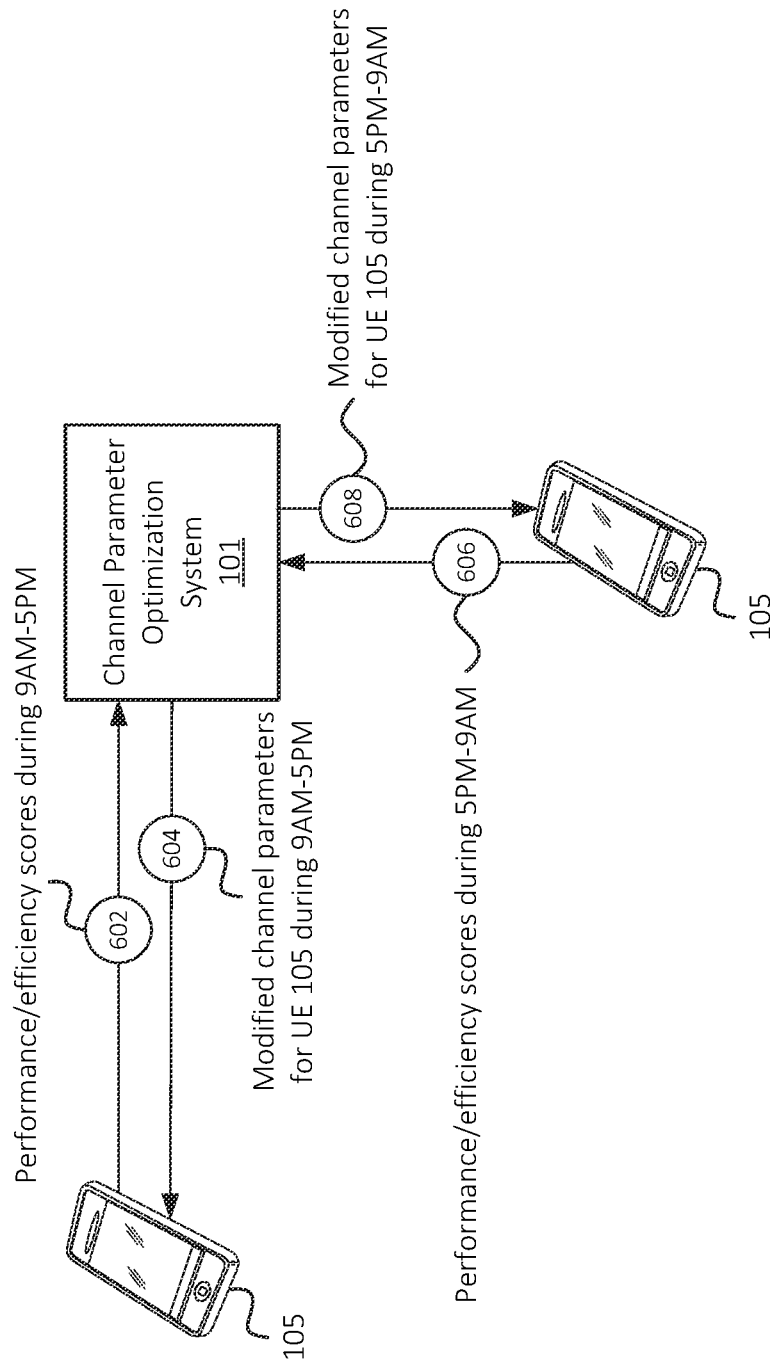 Performance/efficiency scores during 9AM-5PM
602
604
Modified channel parameters
for UE 105 during 9AM-5PM
105
Channel Parameter
Optimization
System
101
608
Modified channel parameters
for UE 105 during 5PM-9AM
606
Performance/efficiency scores during 5PM-9AM
105